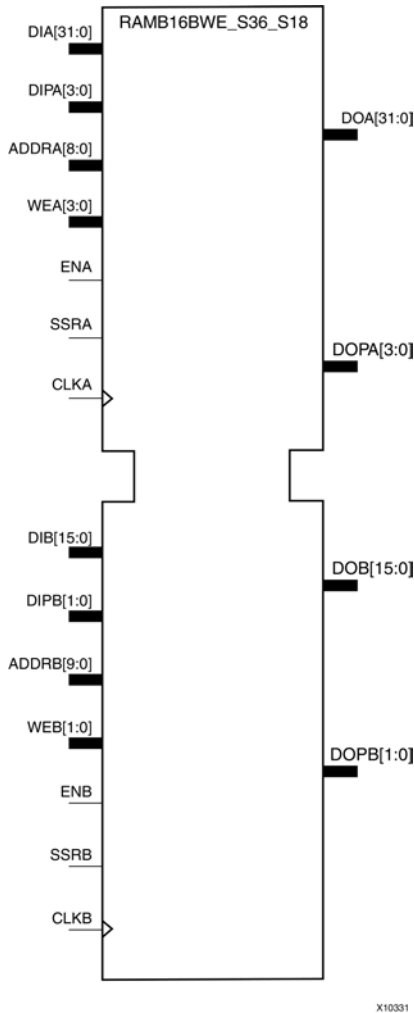 RAMB16BWE_S36_S18
DIA[31:0]
DIPA[3:0]
DOA[31:0]
ADDRA[8:0]
WEA[3:0]
ENA
SSRA
DOPA[3:0]
CLKA
DIB[15:0]
DOB[15:0]
DIPB[1:0]
ADDRB[9:0]
WEB[1:0]
DOPB[1:0]
ENB
SSRB
CLKB
X10331